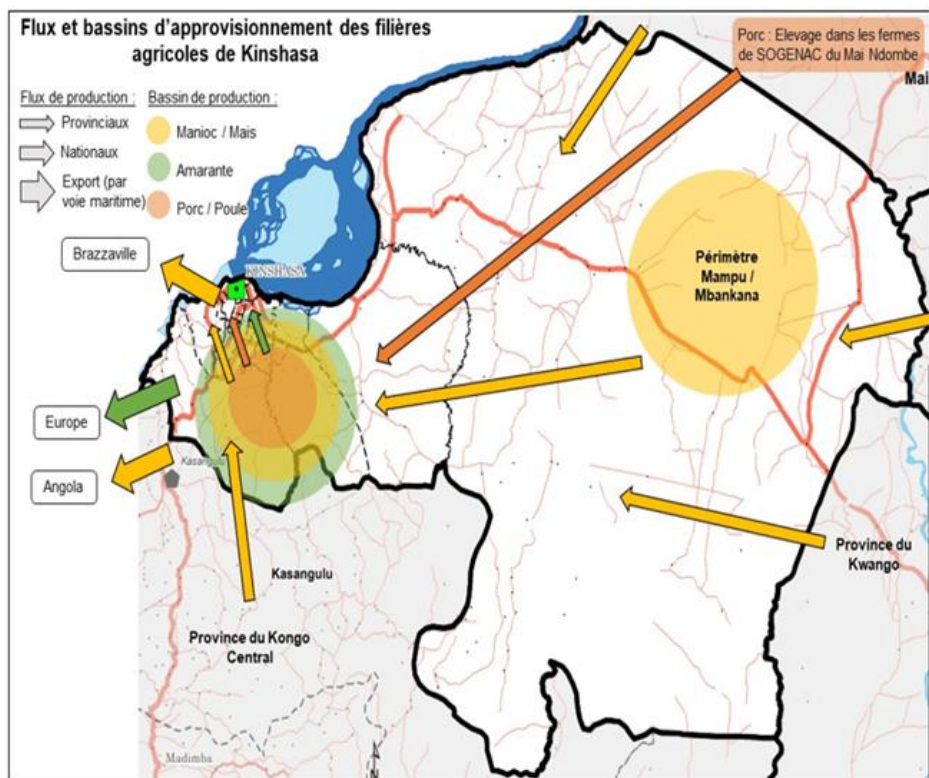 Flux et bassins d'approvisionnement des filières
agricoles de Kinshasa
Flux de production :
Provinciaux
Nationaux
Export (par
voie maritime)
Bassin de production :
Manioc / Mais
Amarante
Porc / Poule
Porc : Elevage dans les fermes
de SOGENAC du Mai Ndombe
Mai
Brazzaville
KINSHASA
Périmètre
Mampu /
Mbankana
Europe
Angola
Kasangulu
Kasangulu
Province du Kongo
Central
Province du
Kwango
Madimba